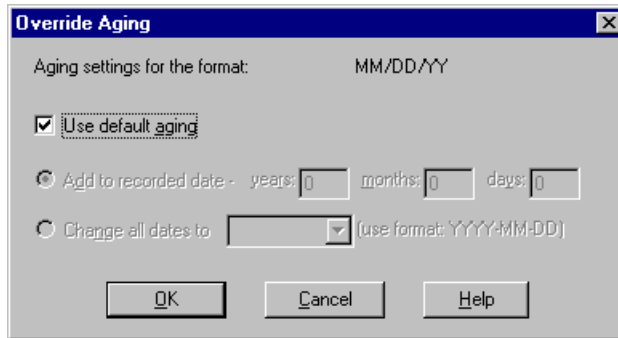 Override Aging
Aging settings for the format: MM/DD/YY
Use default aging
Add to recorded date - years: 0 months: 0 days: 0
Change all dates to (use format: YYYY-MM-DD)
OK Cancel Help